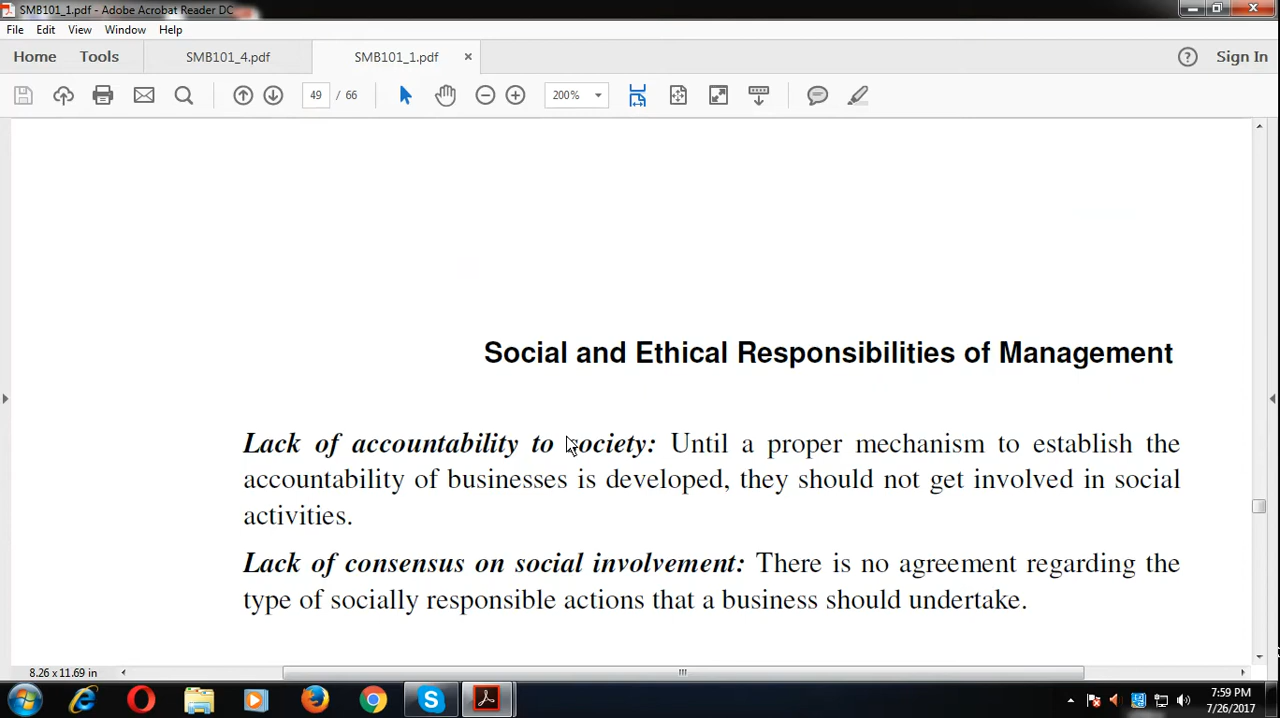 SMB101_1.pdf - Adobe Acrobat Reader DC
File Edit View Window Help
Home Tools SMB101_4.pdf SMB101_1.pdf × ? Sign In
49 / 66 200%
Social and Ethical Responsibilities of Management
Lack of accountability to society: Until a proper mechanism to establish the
accountability of businesses is developed, they should not get involved in social
activities.
Lack of consensus on social involvement: There is no agreement regarding the
type of socially responsible actions that a business should undertake.
8.26 x 11.69 in
7:59 PM
7/26/2017